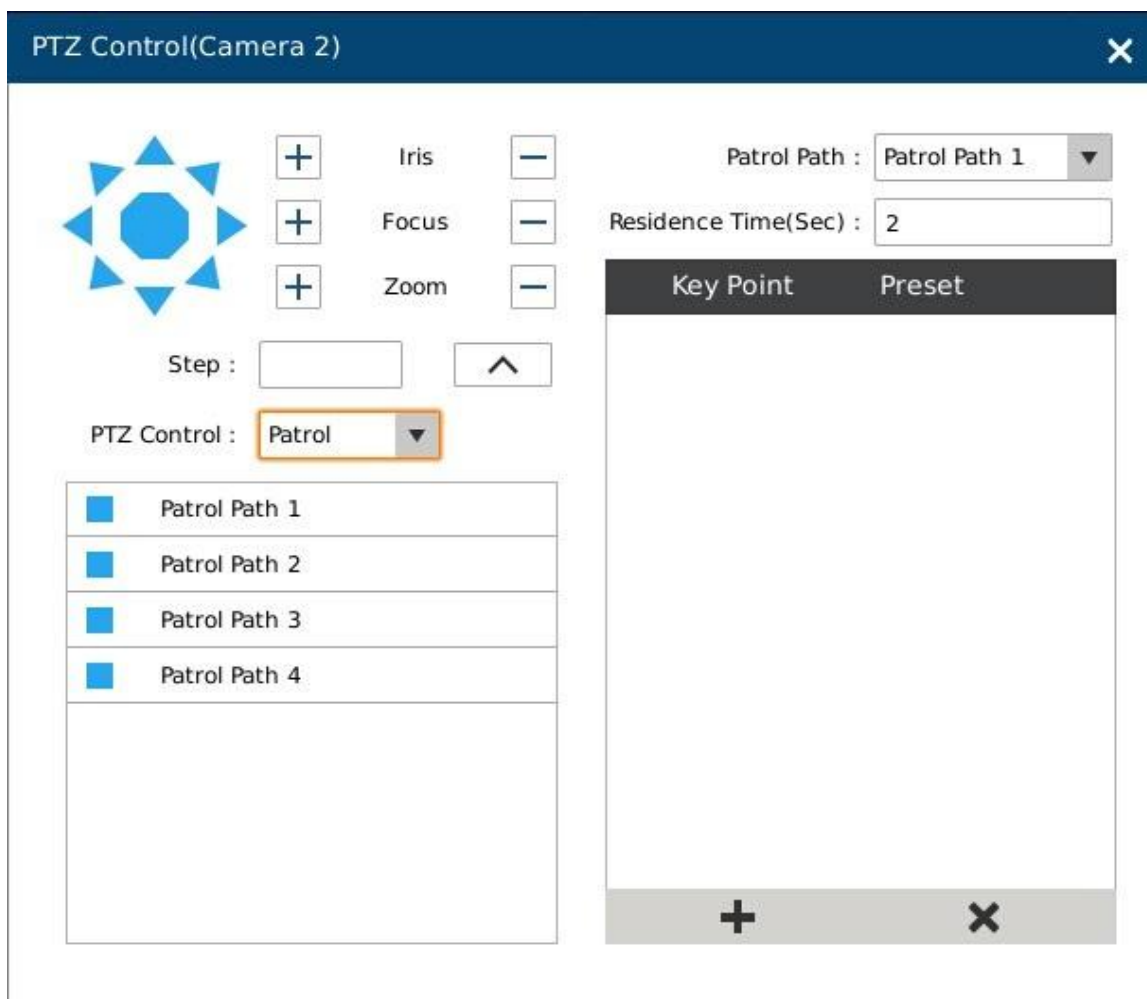 PTZ Control(Camera 2)
Iris
Focus
Zoom
Step :
PTZ Control : Patrol
Patrol Path 1
Patrol Path 2
Patrol Path 3
Patrol Path 4
Patrol Path : Patrol Path 1
Residence Time(Sec) : 2
Key Point Preset